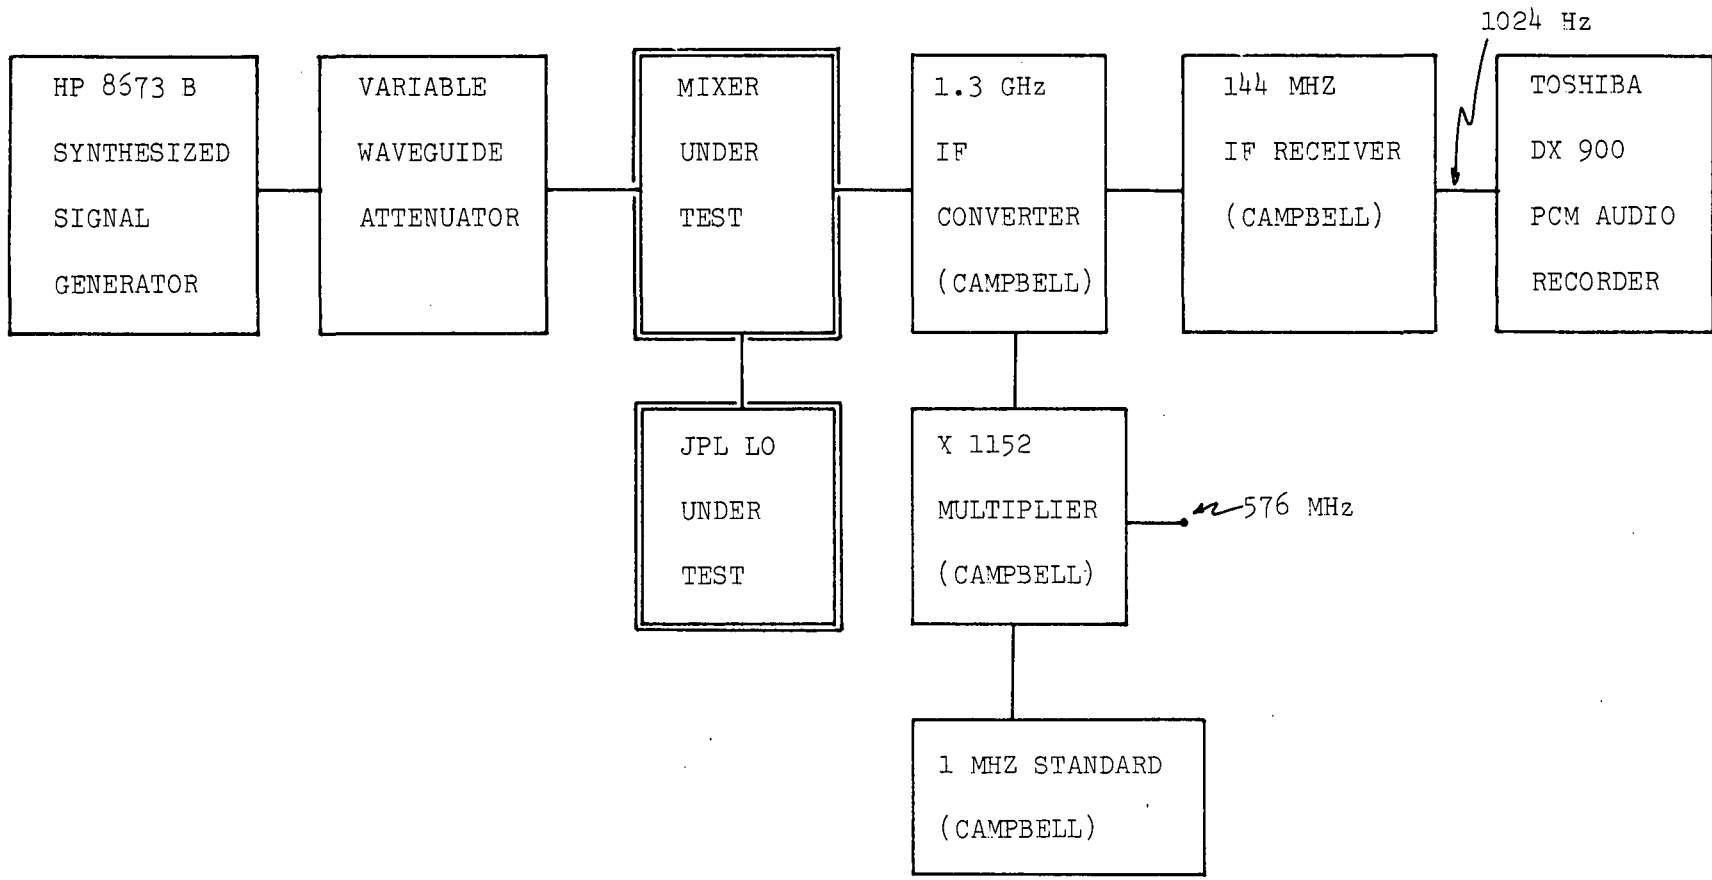 1024 Hz
HP 8673 B
SYNTHESIZED
SIGNAL
GENERATOR
VARIABLE
WAVEGUIDE
ATTENUATOR
MIXER
UNDER
TEST
1.3 GHz
IF
CONVERTER
(CAMPBELL)
144 MHZ
IF RECEIVER
(CAMPBELL)
TOSHIBA
DX 900
PCM AUDIO
RECORDER
JPL LO
UNDER
TEST
X 1152
MULTIPLIER
(CAMPBELL)
576 MHz
1 MHZ STANDARD
(CAMPBELL)